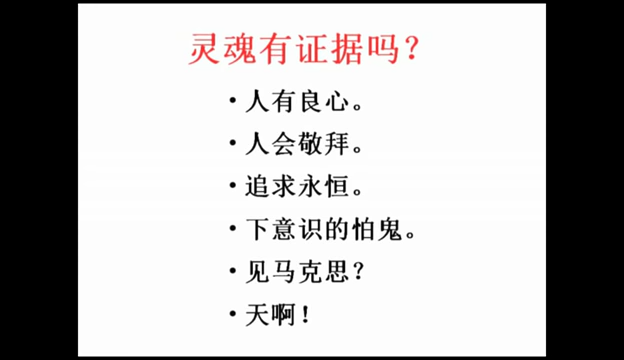 灵魂有证据吗？
•人有良心。
•人会敬拜。
•追求永恒。
•下意识的怕鬼。
•见马克思？
•天啊！